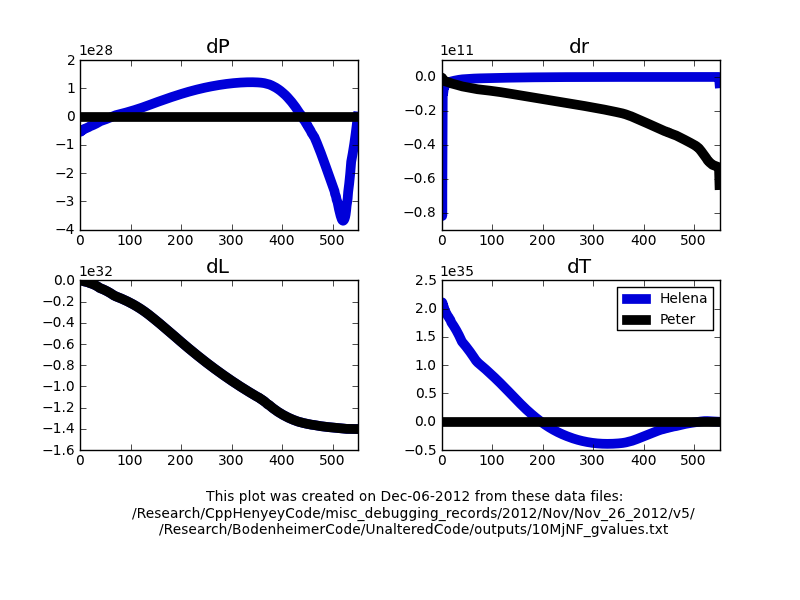 dP
1e28
2
1
0
−1
−2
−3
−4
0 100 200 300 400 500
dr
1e11
0.0
−0.2
−0.4
−0.6
−0.8
0 100 200 300 400 500
dL
1e32
0.0
−0.2
−0.4
−0.6
−0.8
−1.0
−1.2
−1.4
−1.6
0 100 200 300 400 500
dT
1e35
2.5
2.0
1.5
1.0
0.5
0.0
−0.5
0 100 200 300 400 500
Helena
Peter
This plot was created on Dec-06-2012 from these data files:
/Research/CppHenyeyCode/misc_debugging_records/2012/Nov/Nov_26_2012/v5/
/Research/BodenheimerCode/UnalteredCode/outputs/10MjNF_gvalues.txt